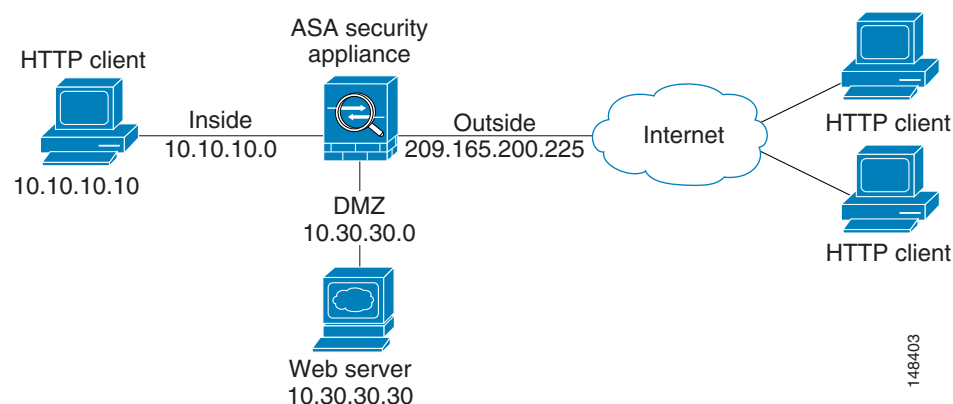 ASA security
appliance
HTTP client
Inside
10.10.10.0
10.10.10.10
Outside
209.165.200.225
Internet
HTTP client
HTTP client
DMZ
10.30.30.0
Web server
10.30.30.30
148403